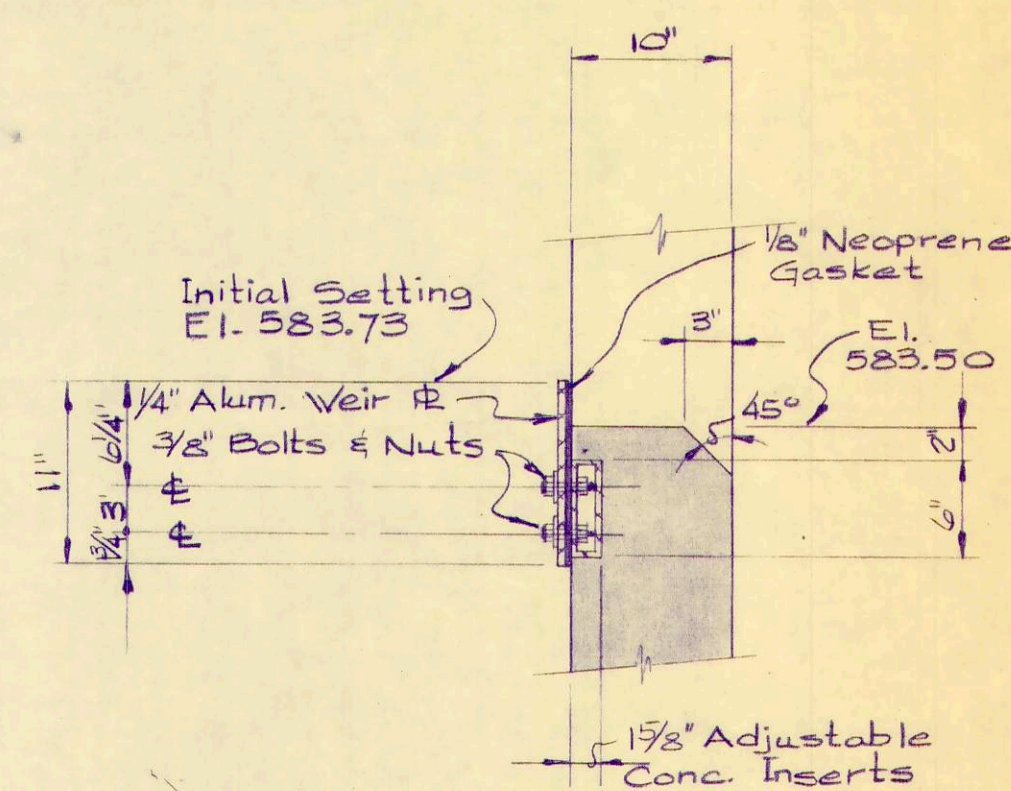 10"
1/8" Neoprene
Gasket
Initial Setting
El. 583.73
3"
El.
583.50
1/4" Alum. Weir ℄
45°
3/8" Bolts & Nuts
11"
6 1/4"
2"
℄
3"
6"
℄
3/4"
1 5/8" Adjustable
Conc. Inserts